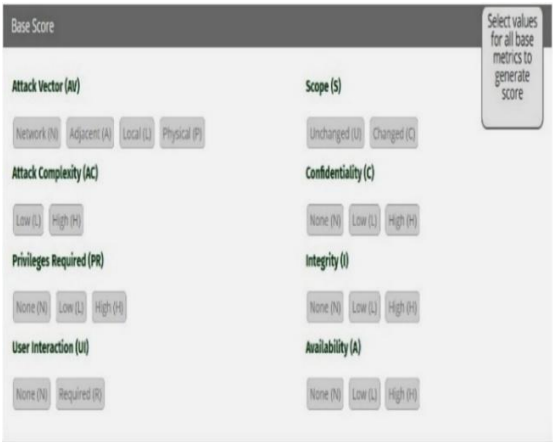 Base Score
Select values
for all base
metrics to
generate
score
Attack Vector (AV)
Network (N) Adjacent (A) Local (L) Physical (P)
Attack Complexity (AC)
Low (L) High (H)
Privileges Required (PR)
None (N) Low (L) High (H)
User Interaction (UI)
None (N) Required (R)
Scope (S)
Unchanged (U) Changed (C)
Confidentiality (C)
None (N) Low (L) High (H)
Integrity (I)
None (N) Low (L) High (H)
Availability (A)
None (N) Low (L) High (H)